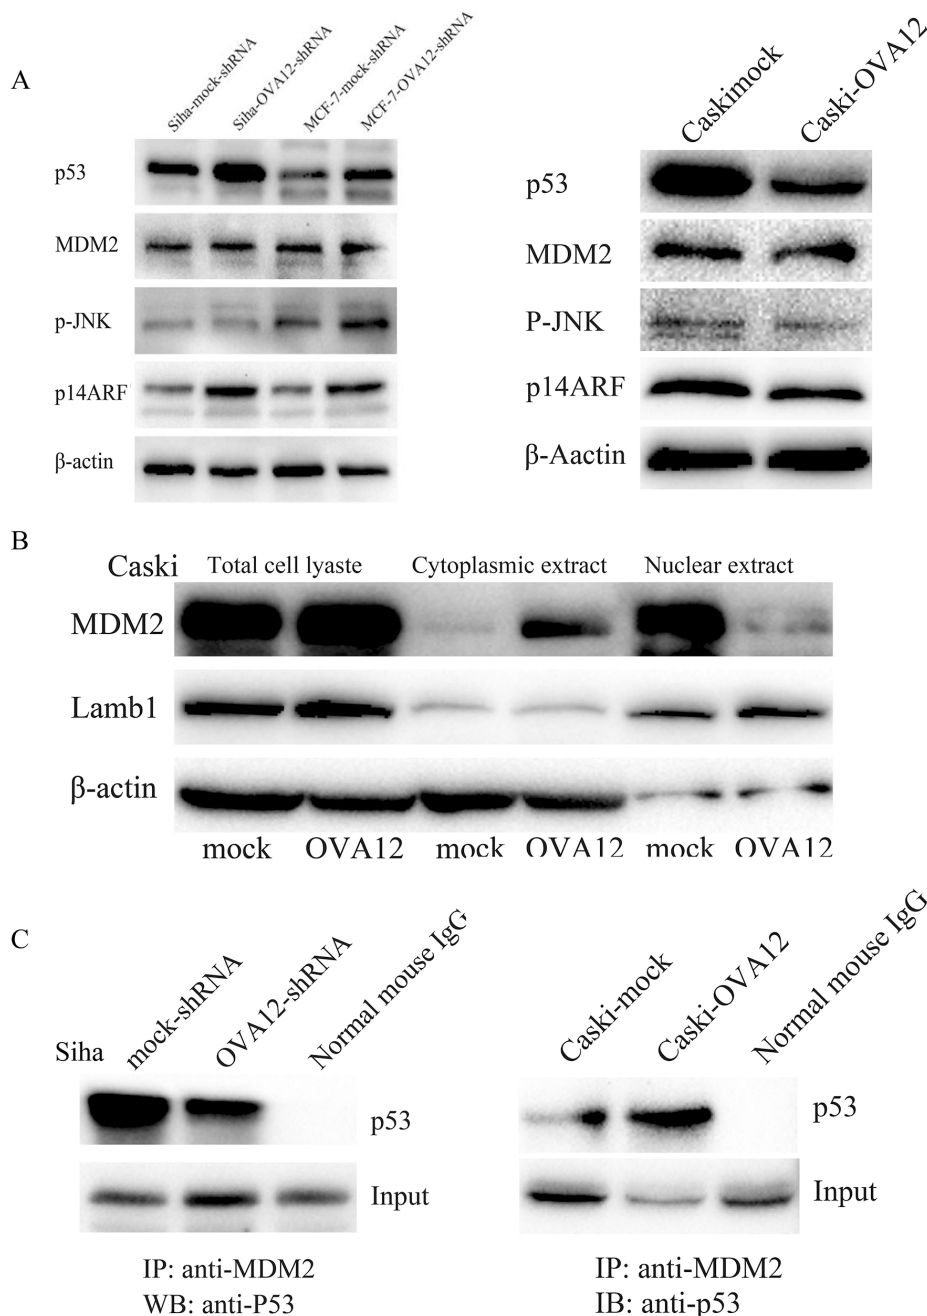 A
Siha-mock-shRNA
Siha-OVA12-shRNA
MCF-7-mock-shRNA
MCF-7-OVA12-shRNA
p53
MDM2
p-JNK
p14ARF
β-actin
Caskimock
Caski-OVA12
p53
MDM2
P-JNK
p14ARF
β-Aactin
B
Caski Total cell lyaste Cytoplasmic extract Nuclear extract
MDM2
Lamb1
β-actin
mock OVA12 mock OVA12 mock OVA12
C
Siha
mock-shRNA
OVA12-shRNA
Normal mouse IgG
p53
Input
IP: anti-MDM2
WB: anti-P53
Caski-mock
Caski-OVA12
Normal mouse IgG
p53
Input
IP: anti-MDM2
IB: anti-p53